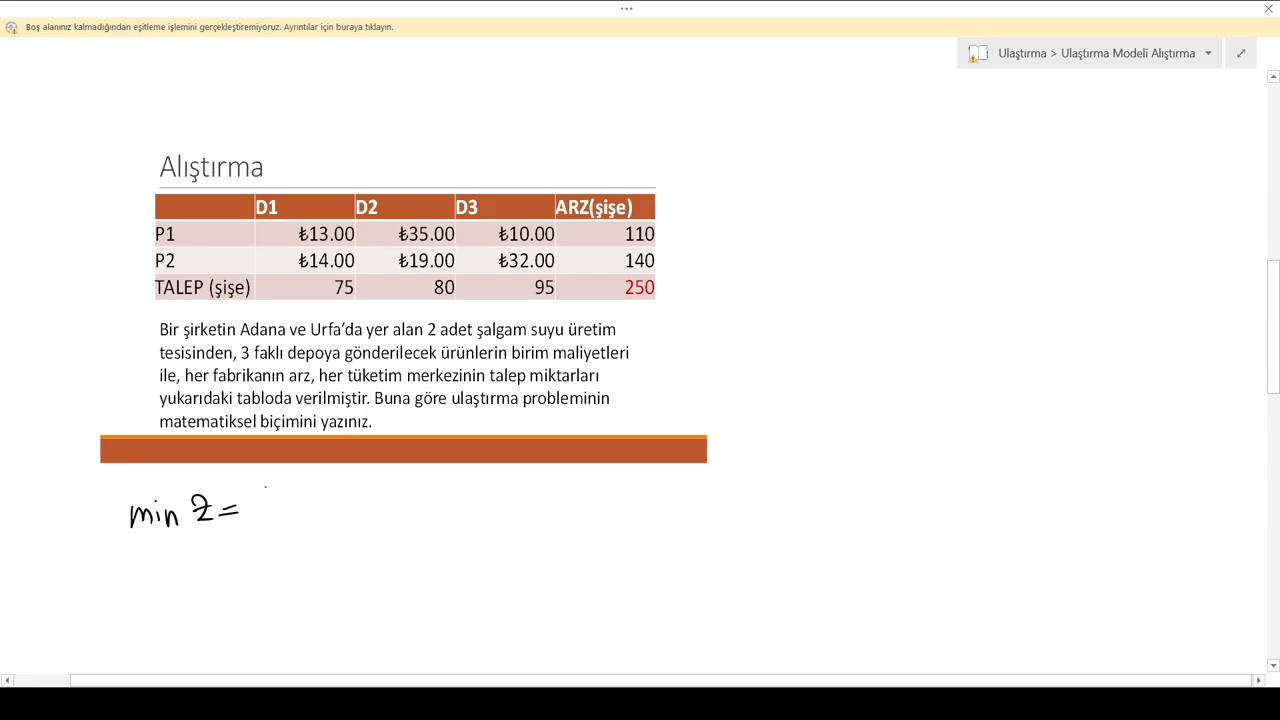 Boş alanınız kalmadığından eşitleme işlemini gerçekleştiremiyoruz. Ayrıntılar için buraya tıklayın.
Ulaştırma > Ulaştırma Modeli Alıştırma
Alıştırma
D1 D2 D3 ARZ(şişe)
P1 ₺13.00 ₺35.00 ₺10.00 110
P2 ₺14.00 ₺19.00 ₺32.00 140
TALEP (şişe) 75 80 95 250
Bir şirketin Adana ve Urfa’da yer alan 2 adet şalgam suyu üretim
tesisinden, 3 faklı depoya gönderilecek ürünlerin birim maliyetleri
ile, her fabrikanın arz, her tüketim merkezinin talep miktarları
yukarıdaki tabloda verilmiştir. Buna göre ulaştırma probleminin
matematiksel biçimini yazınız.
min Z =